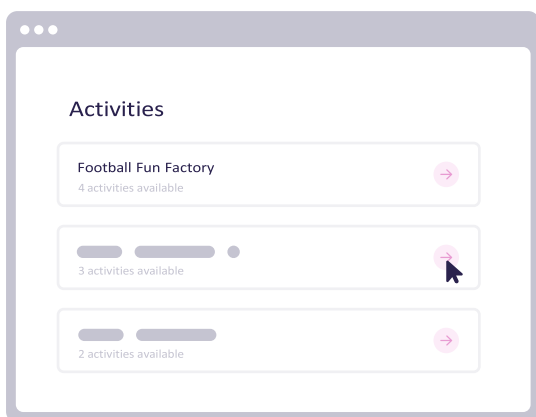 Activities
Football Fun Factory
4 activities available
3 activities available
2 activities available